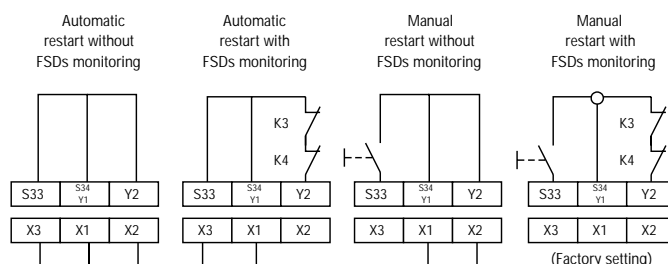 Automatic
restart without
FSDs monitoring
Automatic
restart with
FSDs monitoring
Manual
restart without
FSDs monitoring
Manual
restart with
FSDs monitoring
K3
K4
K3
K4
S33 S34 Y1 Y2
S33 S34 Y1 Y2
S33 S34 Y1 Y2
S33 S34 Y1 Y2
X3 X1 X2
X3 X1 X2
X3 X1 X2
X3 X1 X2
(Factory setting)